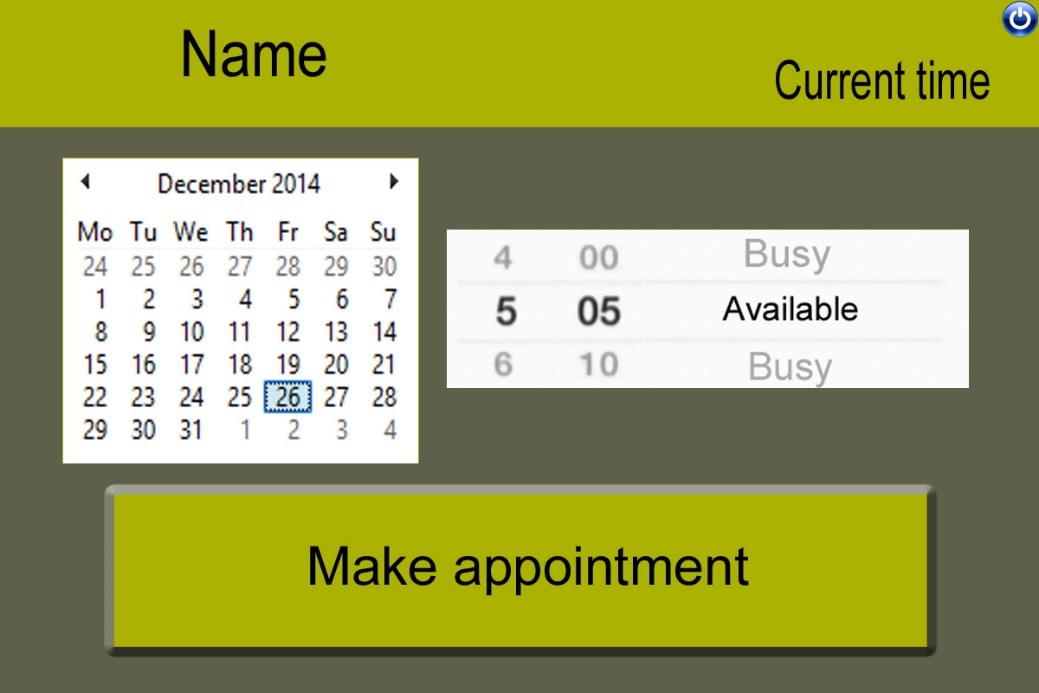 Name
Current time
December 2014
Mo Tu We Th Fr Sa Su
24 25 26 27 28 29 30
1 2 3 4 5 6 7
8 9 10 11 12 13 14
15 16 17 18 19 20 21
22 23 24 25 26 27 28
29 30 31 1 2 3 4
4 00 Busy
5 05 Available
6 10 Busy
Make appointment